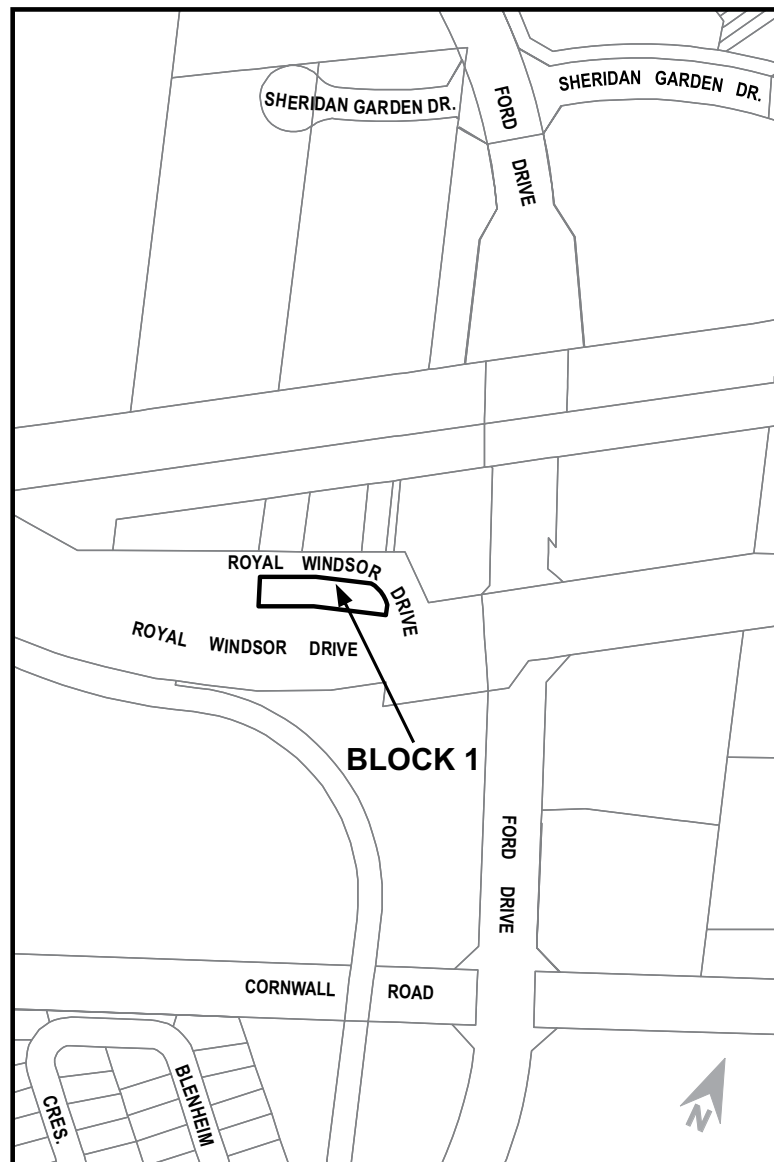 SHERIDAN GARDEN DR.
SHERIDAN GARDEN DR.
FORD DRIVE
ROYAL WINDSOR DRIVE
ROYAL WINDSOR DRIVE
BLOCK 1
FORD DRIVE
CORNWALL ROAD
BLENHEIM
CRES.
N